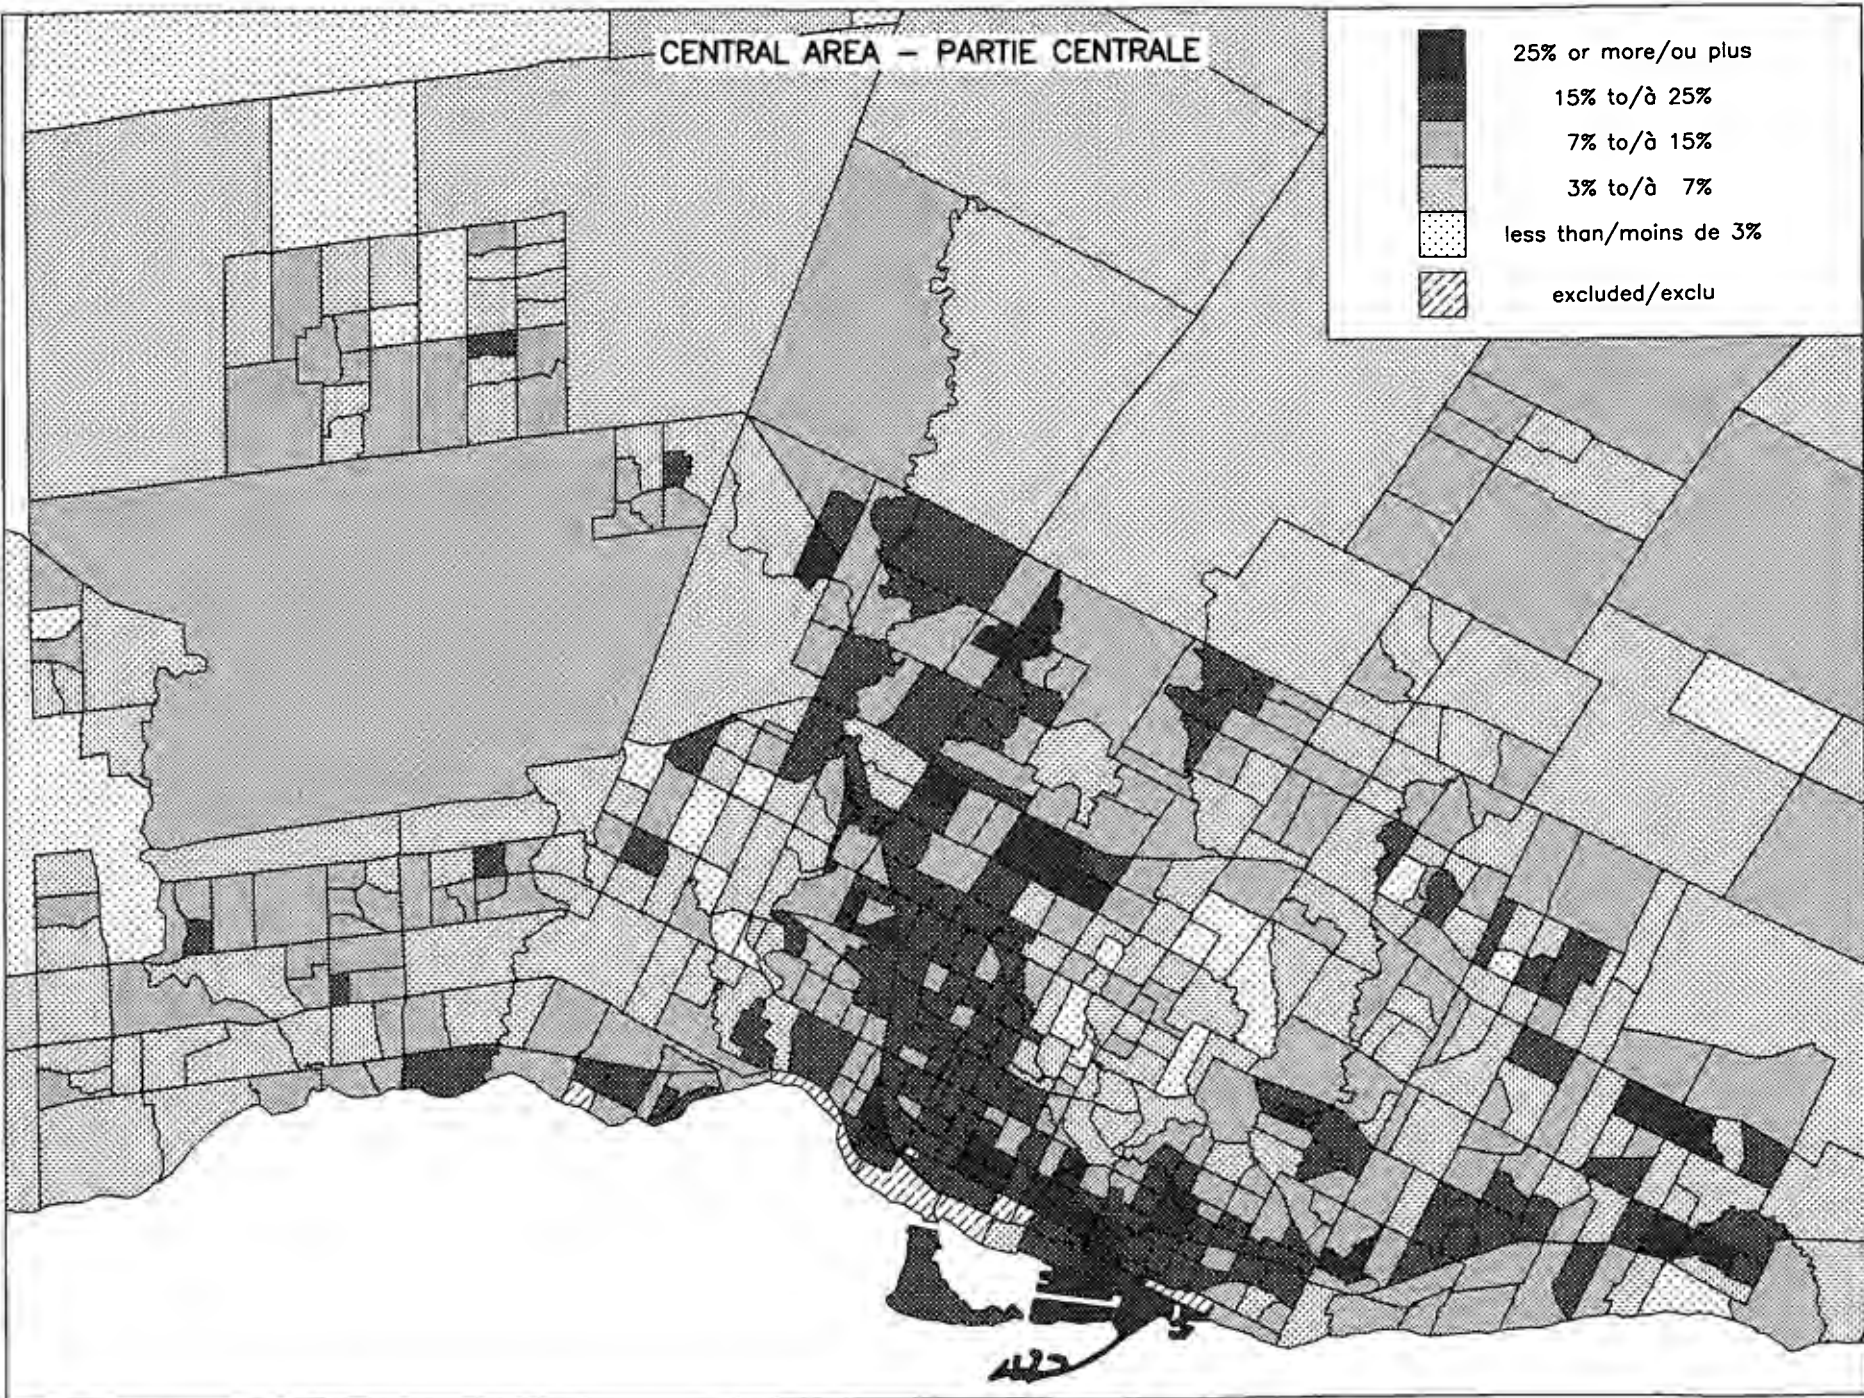 CENTRAL AREA – PARTIE CENTRALE
25% or more/ou plus
15% to/à 25%
7% to/à 15%
3% to/à 7%
less than/moins de 3%
excluded/exclu